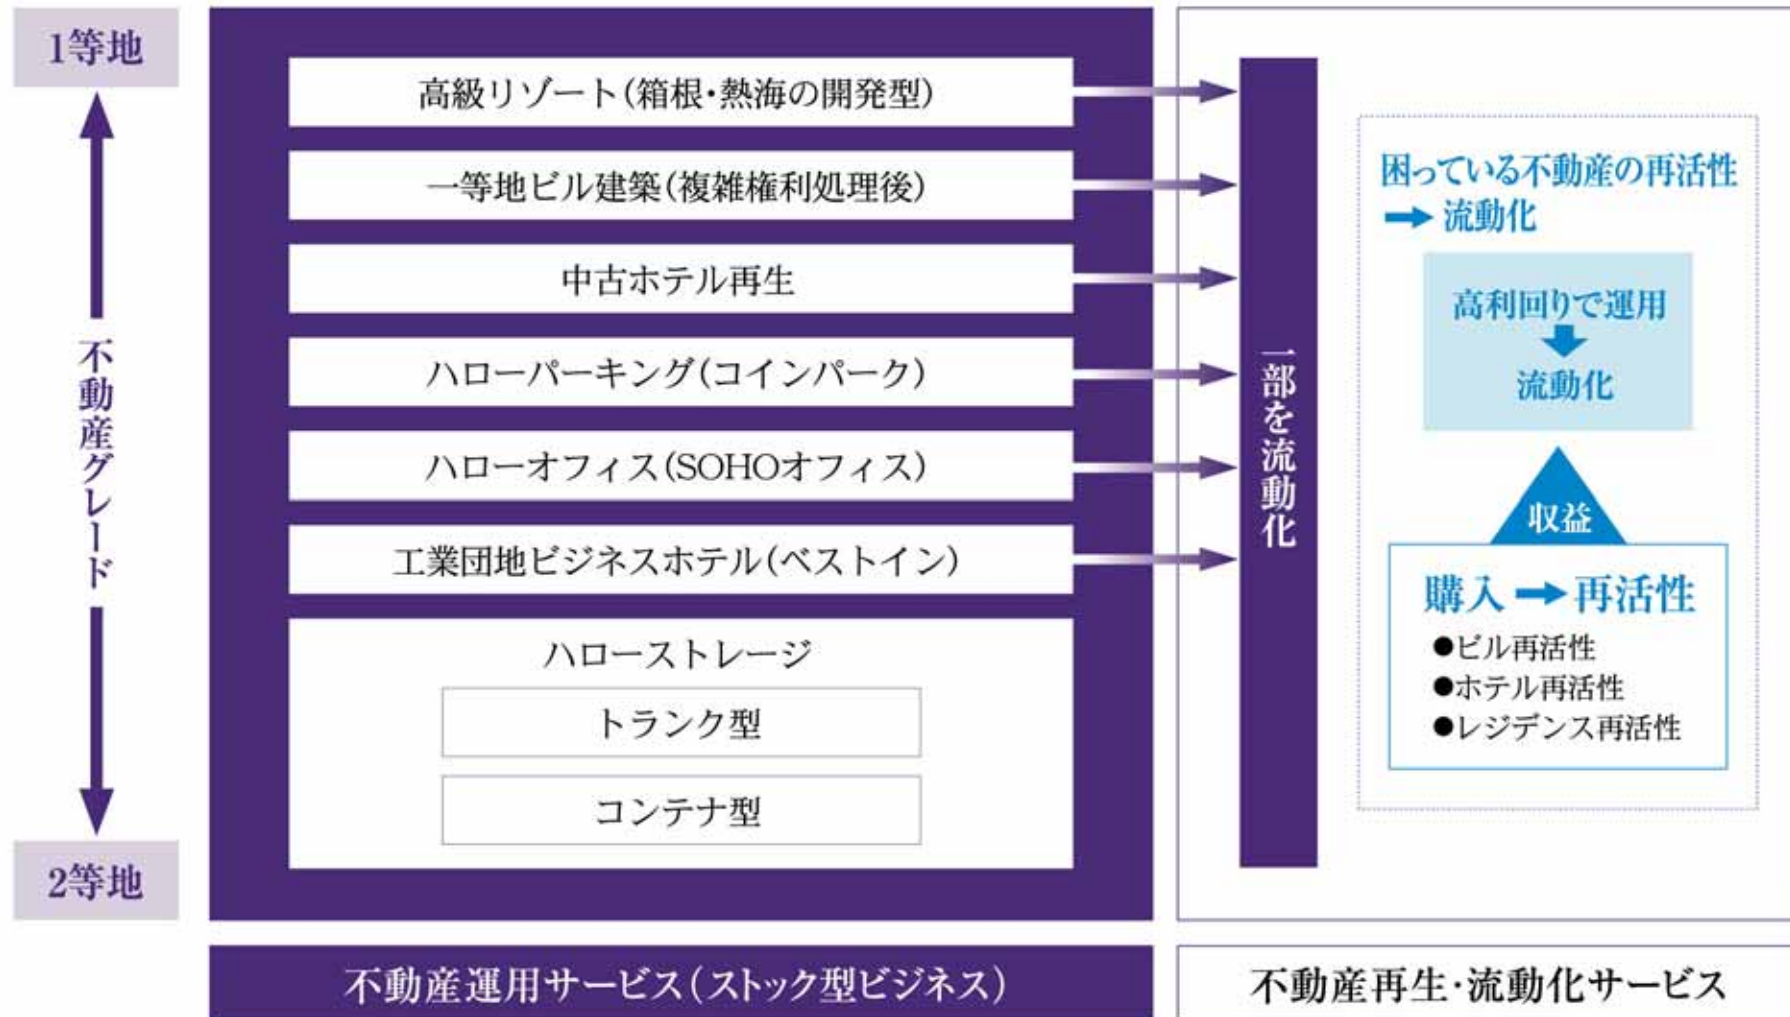 1等地
不動産グレード
2等地
高級リゾート(箱根・熱海の開発型)
一等地ビル建築(複雑権利処理後)
中古ホテル再生
ハローパーキング(コインパーク)
ハローオフィス(SOHOオフィス)
工業団地ビジネスホテル(ベストイン)
ハローストレージ
トランク型
コンテナ型
不動産運用サービス(ストック型ビジネス)
一部を流動化
困っている不動産の再活性
➡ 流動化
高利回りで運用
流動化
収益
購入➡再活性
●ビル再活性
●ホテル再活性
●レジデンス再活性
不動産再生・流動化サービス